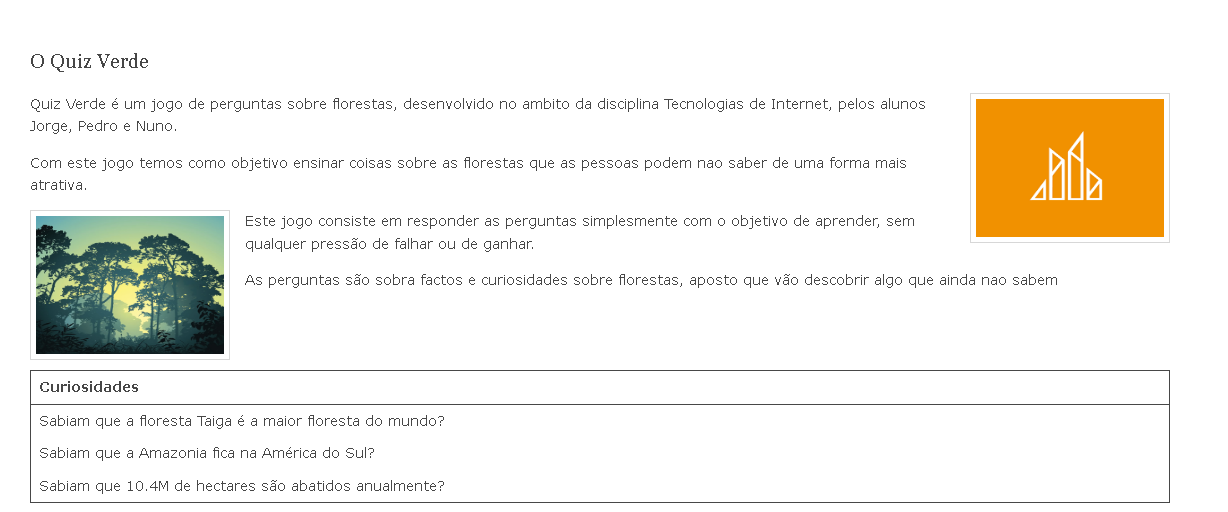 O Quiz Verde
Quiz Verde é um jogo de perguntas sobre florestas, desenvolvido no ambito da disciplina Tecnologias de Internet, pelos alunos
Jorge, Pedro e Nuno.
Com este jogo temos como objetivo ensinar coisas sobre as florestas que as pessoas podem nao saber de uma forma mais
atrativa.
Este jogo consiste em responder as perguntas simplesmente com o objetivo de aprender, sem
qualquer pressão de falhar ou de ganhar.
As perguntas são sobra factos e curiosidades sobre florestas, aposto que vão descobrir algo que ainda nao sabem
Curiosidades
Sabiam que a floresta Taiga é a maior floresta do mundo?
Sabiam que a Amazonia fica na América do Sul?
Sabiam que 10.4M de hectares são abatidos anualmente?